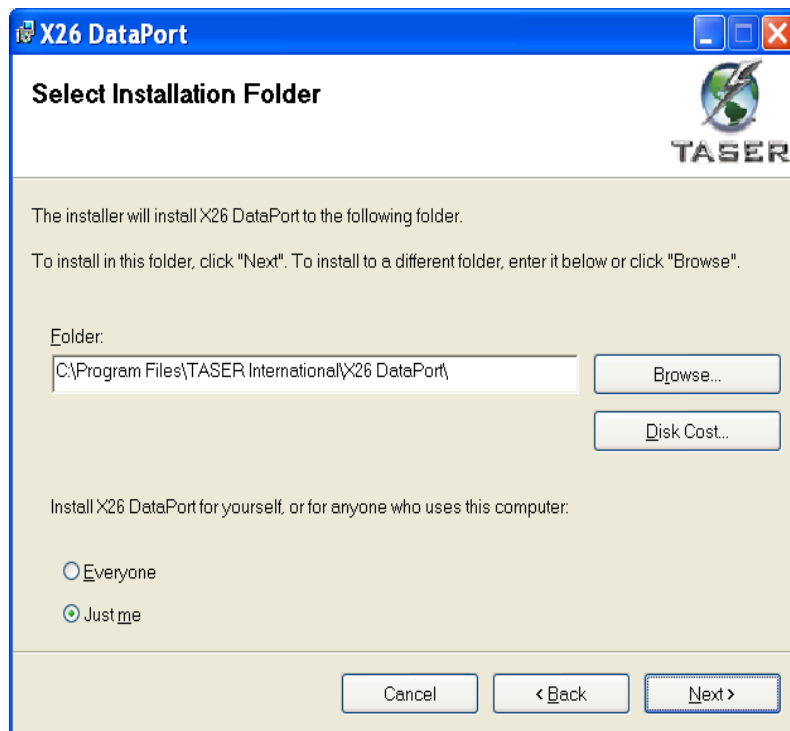 X26 DataPort
Select Installation Folder
TASER
The installer will install X26 DataPort to the following folder.
To install in this folder, click "Next". To install to a different folder, enter it below or click "Browse".
Folder:
C:\Program Files\TASER International\X26 DataPort\
Browse...
Disk Cost...
Install X26 DataPort for yourself, or for anyone who uses this computer:
Everyone
Just me
Cancel
< Back
Next >